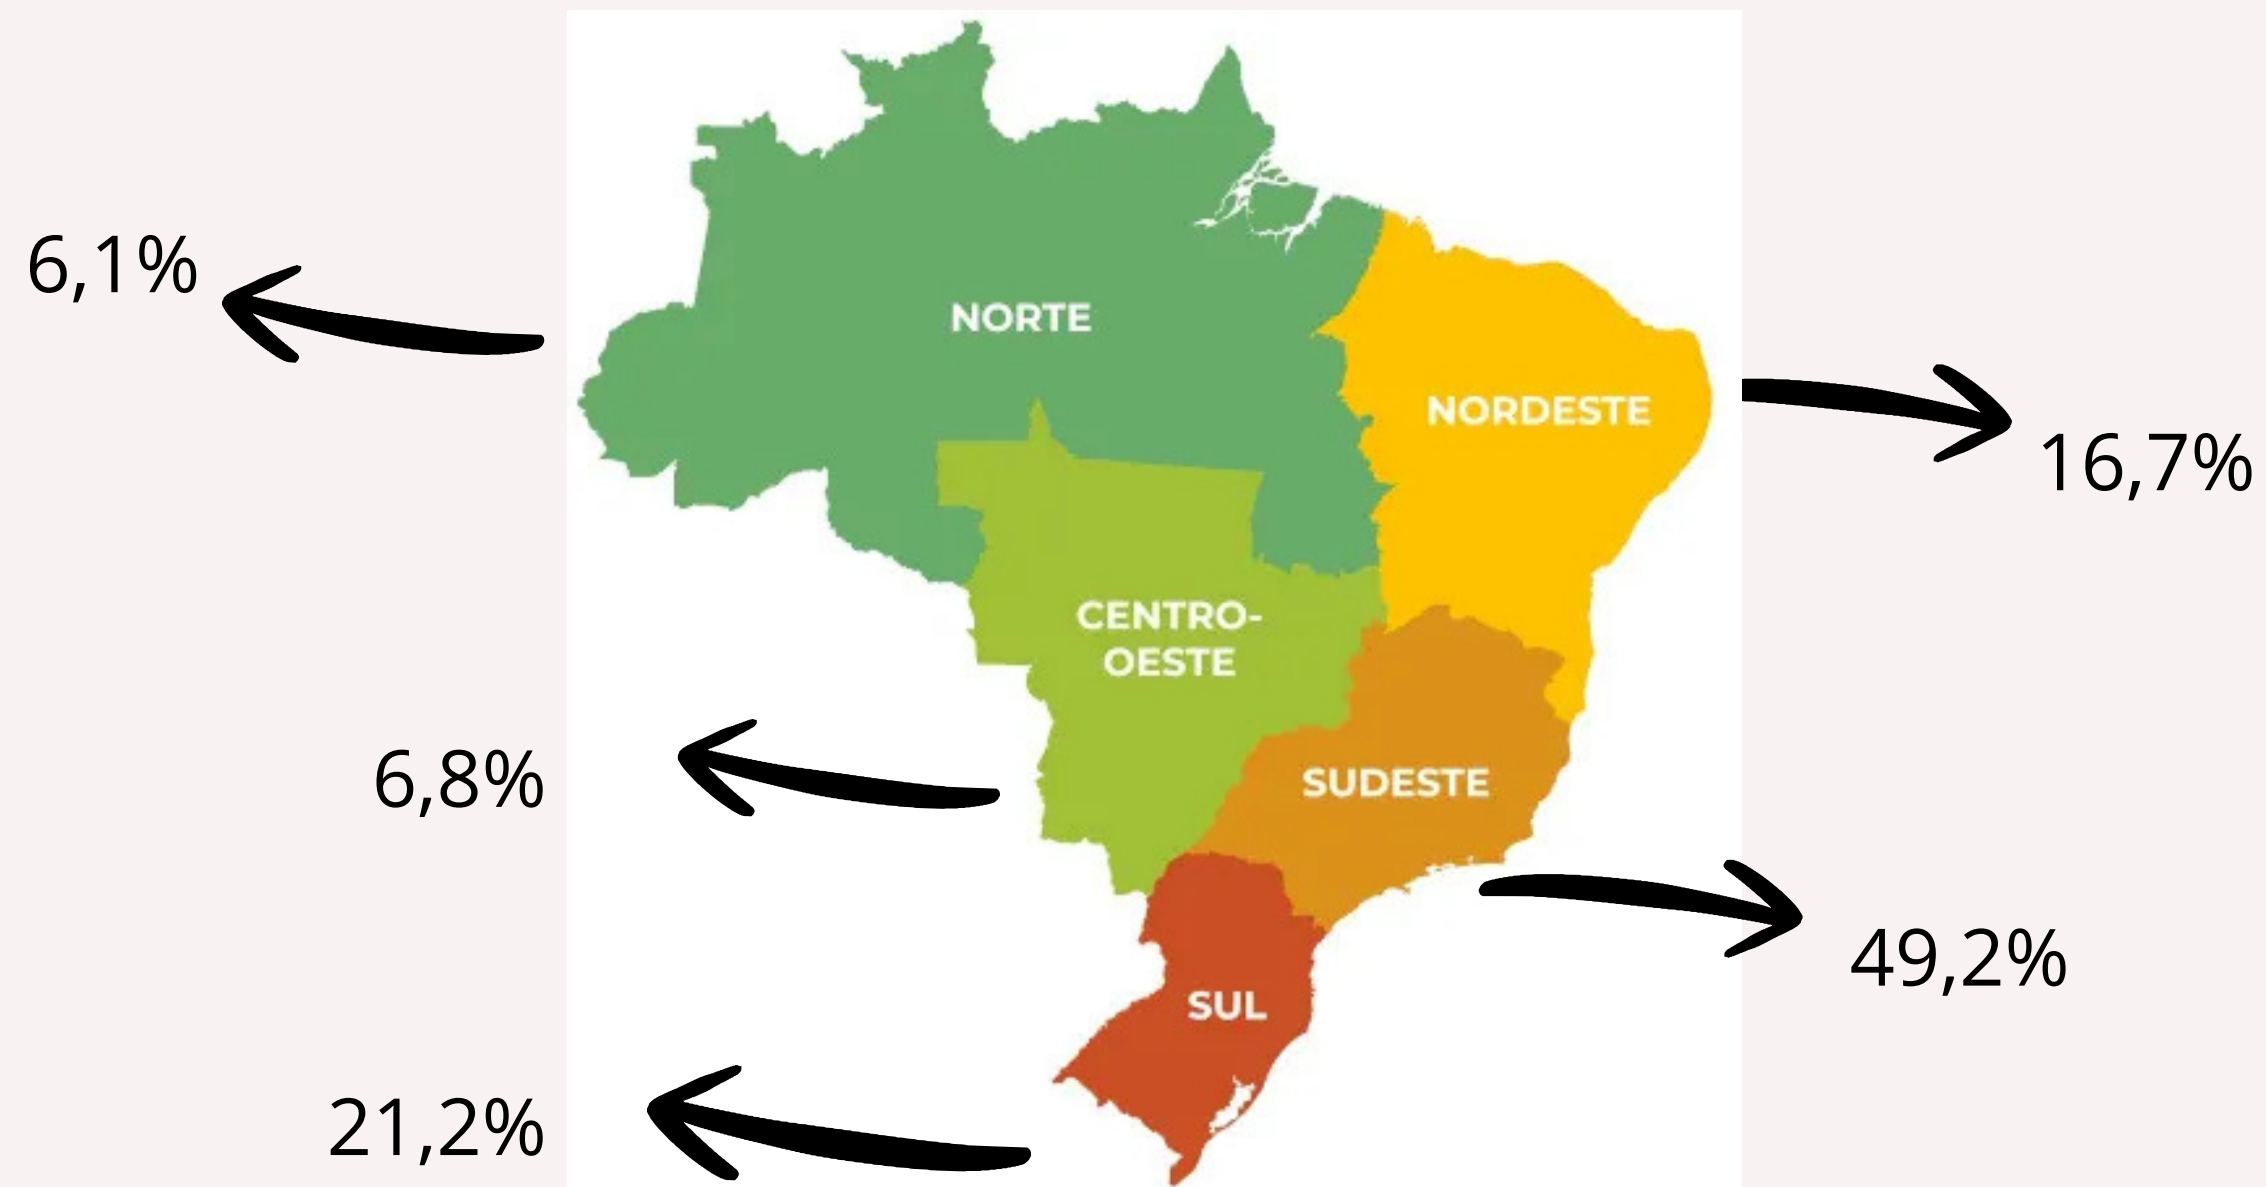 6,1%
NORTE
NORDESTE
16,7%
CENTRO-
OESTE
6,8%
SUDESTE
49,2%
SUL
21,2%